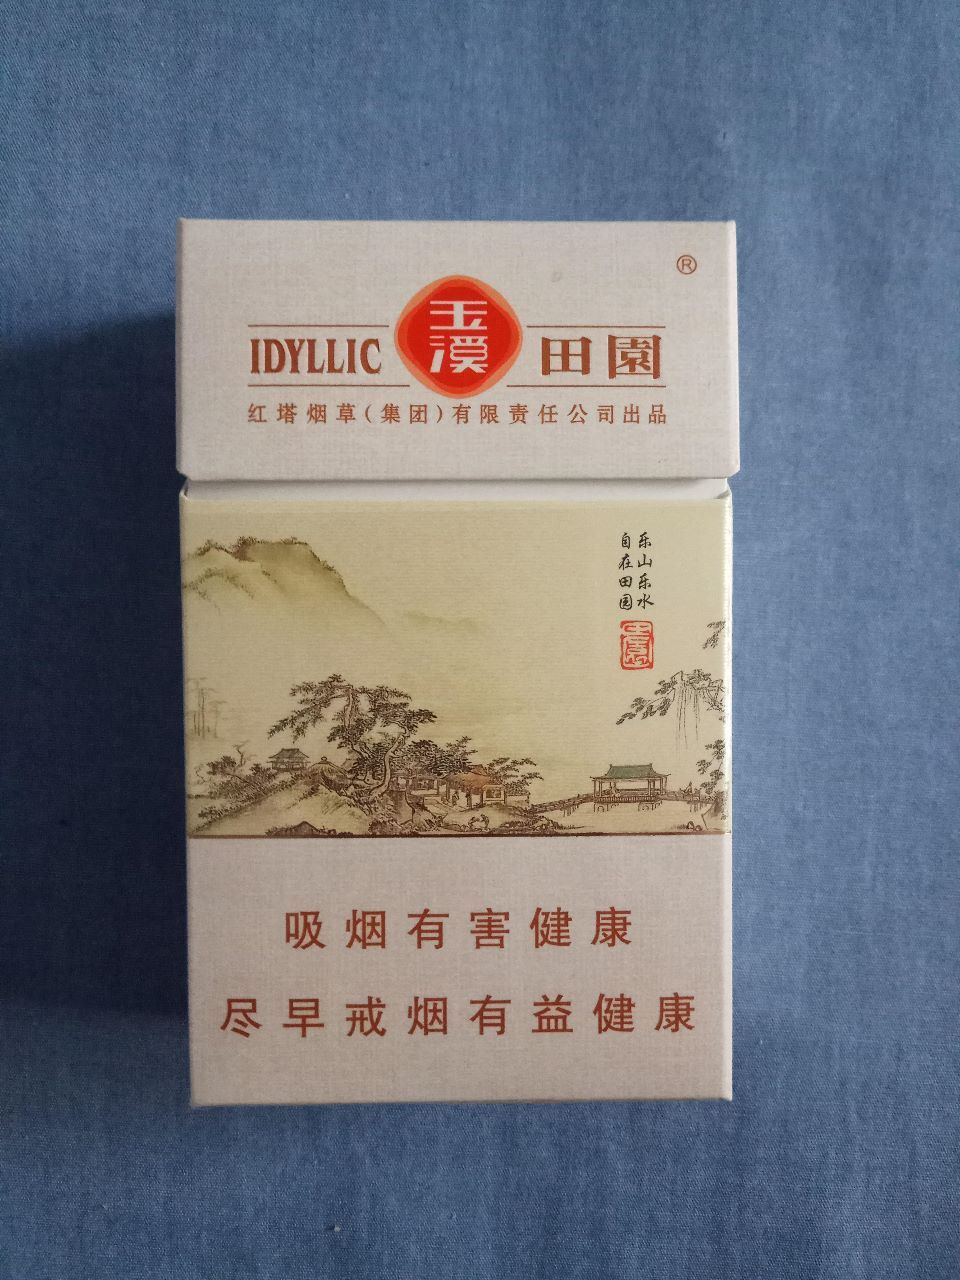 ®
玉溪
IDYLLIC 田園
红塔烟草(集团)有限责任公司出品
乐山乐水
自在田园
吸烟有害健康
尽早戒烟有益健康